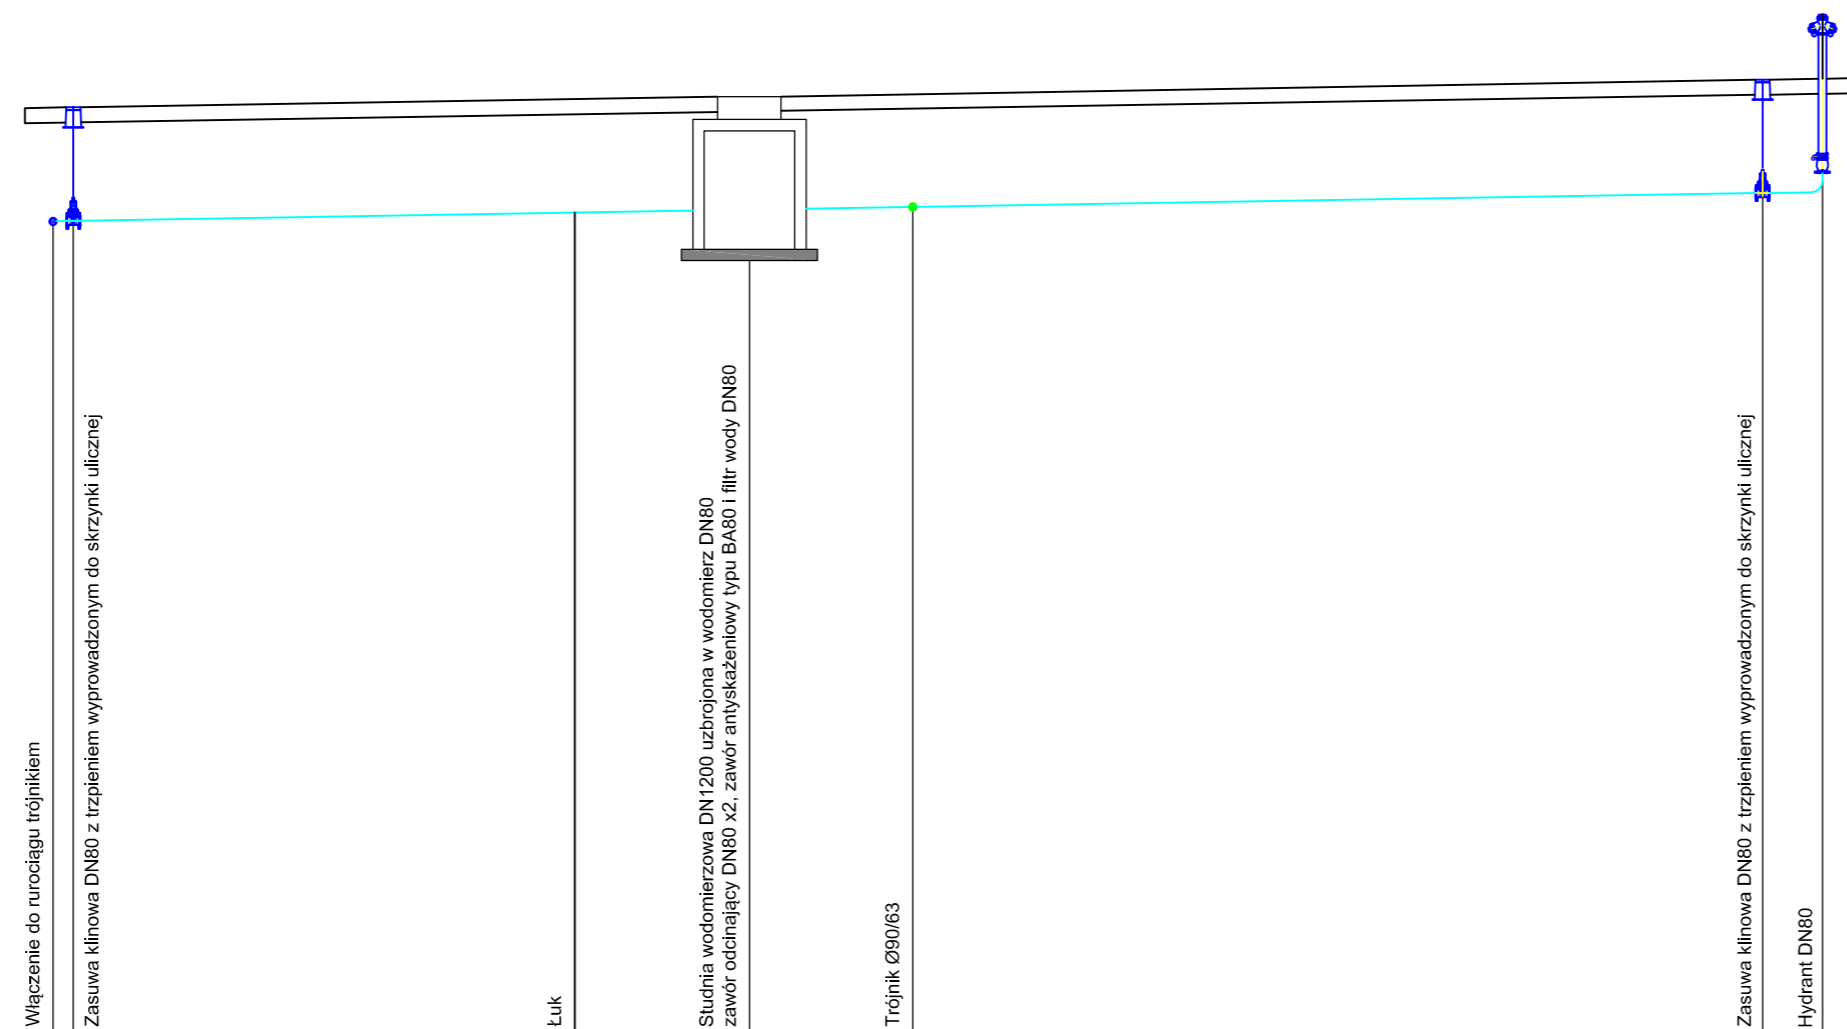 Włączenie do rurociągu trójnikiem
Zasuwa klinowa DN80 z trzpieniem wyprowadzonym do skrzynki ulicznej
Łuk
Studnia wodomierzowa DN1200 uzbrojona w wodomierz DN80
zawór odcinający DN80 x2, zawór antyskażeniowy typu BA80 i filtr wody DN80
Trójnik Ø90/63
Zasuwa klinowa DN80 z trzpieniem wyprowadzonym do skrzynki ulicznej
Hydrant DN80